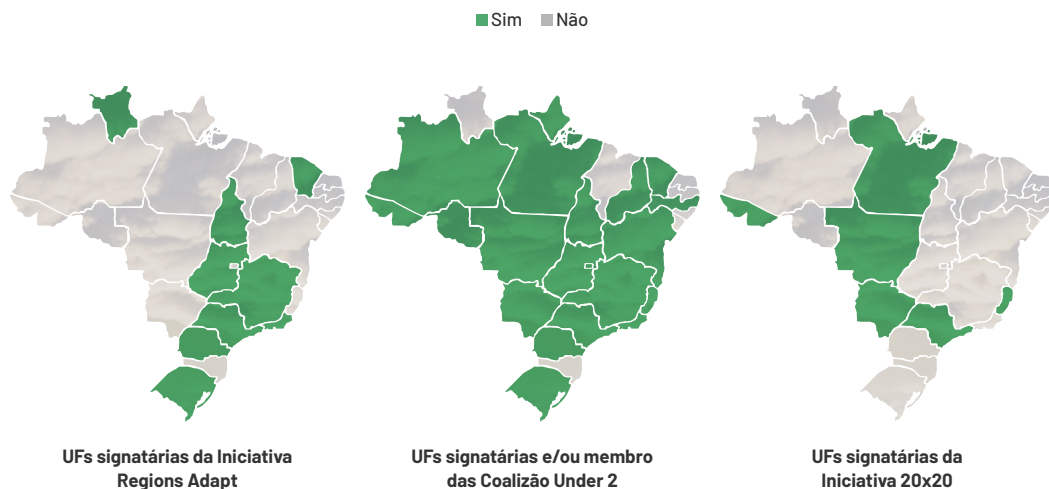 Sim Não
UFs signatárias da Iniciativa
Regions Adapt
UFs signatárias e/ou membro
das Coalizão Under 2
UFs signatárias da
Iniciativa 20x20